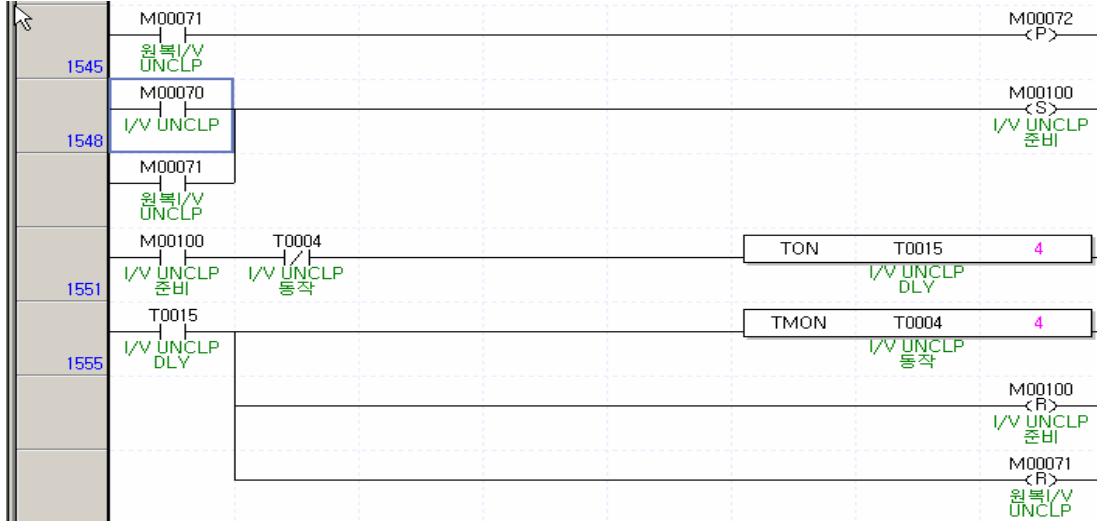 M00071 M00072
P
원복I/V
1545 UNCLP
M00070 M00100
S
I/V UNCLP I/V UNCLP
1548 준비
M00071
원복I/V
UNCLP
M00100 T0004 TON T0015 4
I/V UNCLP I/V UNCLP I/V UNCLP
1551 준비 동작 DLY
T0015 TMON T0004 4
I/V UNCLP I/V UNCLP
1555 DLY 동작
M00100
R
I/V UNCLP
준비
M00071
R
원복I/V
UNCLP